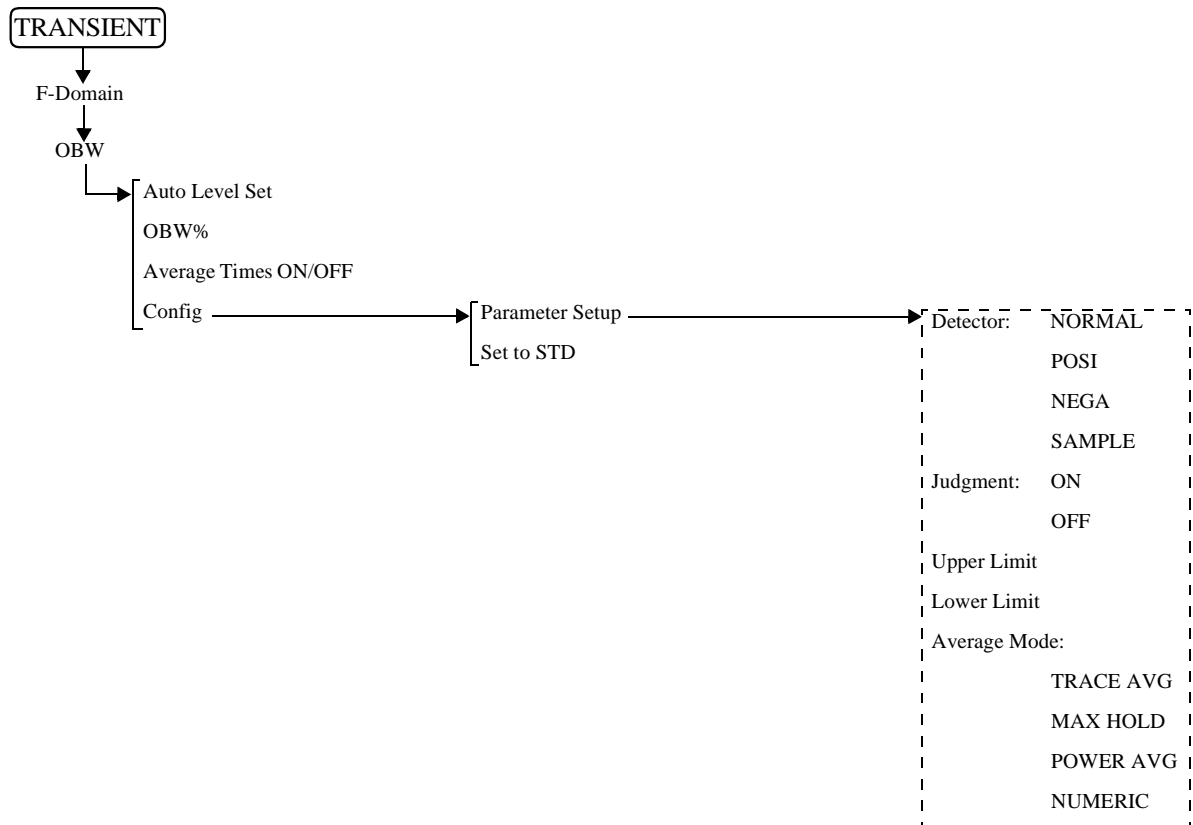 TRANSIENT
F-Domain
OBW
Auto Level Set
OBW%
Average Times ON/OFF
Config
Parameter Setup
Set to STD
Detector: NORMAL
POSI
NEGA
SAMPLE
Judgment: ON
OFF
Upper Limit
Lower Limit
Average Mode:
TRACE AVG
MAX HOLD
POWER AVG
NUMERIC